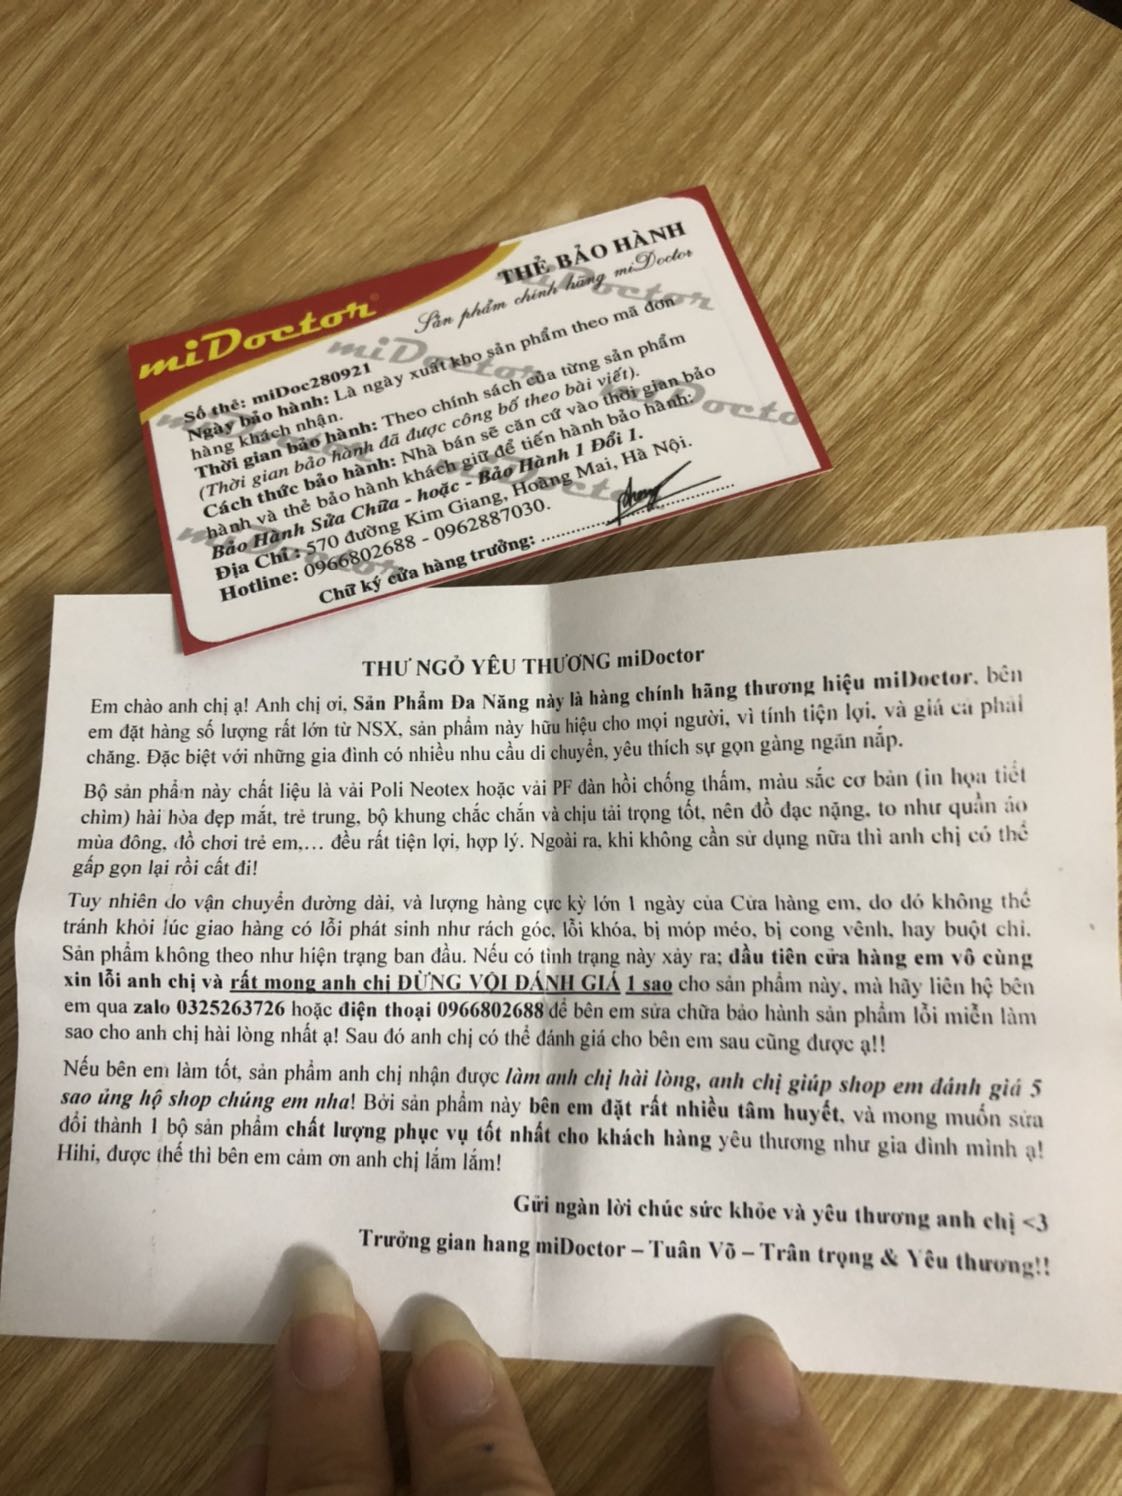 miDoctor
THẺ BẢO HÀNH
Sản phẩm chính hãng miDoctor
Số thẻ: miDoc280921
Ngày bảo hành: Là ngày xuất kho sản phẩm theo mã đơn
hàng khách nhận.
Thời gian bảo hành: Theo chính sách của từng sản phẩm
(Thời gian bảo hành đã được công bố theo bài viết).
Cách thức bảo hành: Nhà bán sẽ căn cứ vào thời gian bảo
hành và thẻ bảo hành khách giữ để tiến hành bảo hành:
Bảo Hành Sửa Chữa - hoặc - Bảo Hành 1 Đổi 1.
Địa Chỉ : 570 đường Kim Giang, Hoàng Mai, Hà Nội.
Hotline: 0966802688 - 0962887030.
Chữ ký cửa hàng trưởng:
THƯ NGỎ YÊU THƯƠNG miDoctor
Em chào anh chị ạ! Anh chị ơi, Sản Phẩm Đa Năng này là hàng chính hãng thương hiệu miDoctor, bên
em đặt hàng số lượng rất lớn từ NSX, sản phẩm này hữu hiệu cho mọi người, vì tính tiện lợi, và giá cả phải
chăng. Đặc biệt với những gia đình có nhiều nhu cầu di chuyển, yêu thích sự gọn gàng ngăn nắp.
Bộ sản phẩm này chất liệu là vải Poli Neotex hoặc vải PF đàn hồi chống thấm, màu sắc cơ bản (in họa tiết
chìm) hài hòa đẹp mắt, trẻ trung, bộ khung chắc chắn và chịu tải trọng tốt, nên đồ đạc nặng, to như quần áo
mùa đông, đồ chơi trẻ em,… đều rất tiện lợi, hợp lý. Ngoài ra, khi không cần sử dụng nữa thì anh chị có thể
gấp gọn lại rồi cất đi!
Tuy nhiên do vận chuyển đường dài, và lượng hàng cực kỳ lớn 1 ngày của Cửa hàng em, do đó không thể
tránh khỏi lúc giao hàng có lỗi phát sinh như rách góc, lỗi khóa, bị móp méo, bị cong vênh, hay buột chỉ.
Sản phẩm không theo như hiện trạng ban đầu. Nếu có tình trạng này xảy ra; đầu tiên cửa hàng em vô cùng
xin lỗi anh chị và rất mong anh chị ĐỪNG VỘI ĐÁNH GIÁ 1 sao cho sản phẩm này, mà hãy liên hệ bên
em qua zalo 0325263726 hoặc điện thoại 0966802688 để bên em sửa chữa bảo hành sản phẩm lỗi miễn làm
sao cho anh chị hài lòng nhất ạ! Sau đó anh chị có thể đánh giá cho bên em sau cũng được ạ!!
Nếu bên em làm tốt, sản phẩm anh chị nhận được làm anh chị hài lòng, anh chị giúp shop em đánh giá 5
sao ủng hộ shop chúng em nha! Bởi sản phẩm này bên em đặt rất nhiều tâm huyết, và mong muốn sửa
đổi thành 1 bộ sản phẩm chất lượng phục vụ tốt nhất cho khách hàng yêu thương như gia đình mình ạ!
Hihi, được thế thì bên em cảm ơn anh chị lắm lắm!
Gửi ngàn lời chúc sức khỏe và yêu thương anh chị <3
Trưởng gian hang miDoctor – Tuân Võ – Trân trọng & Yêu thương!!